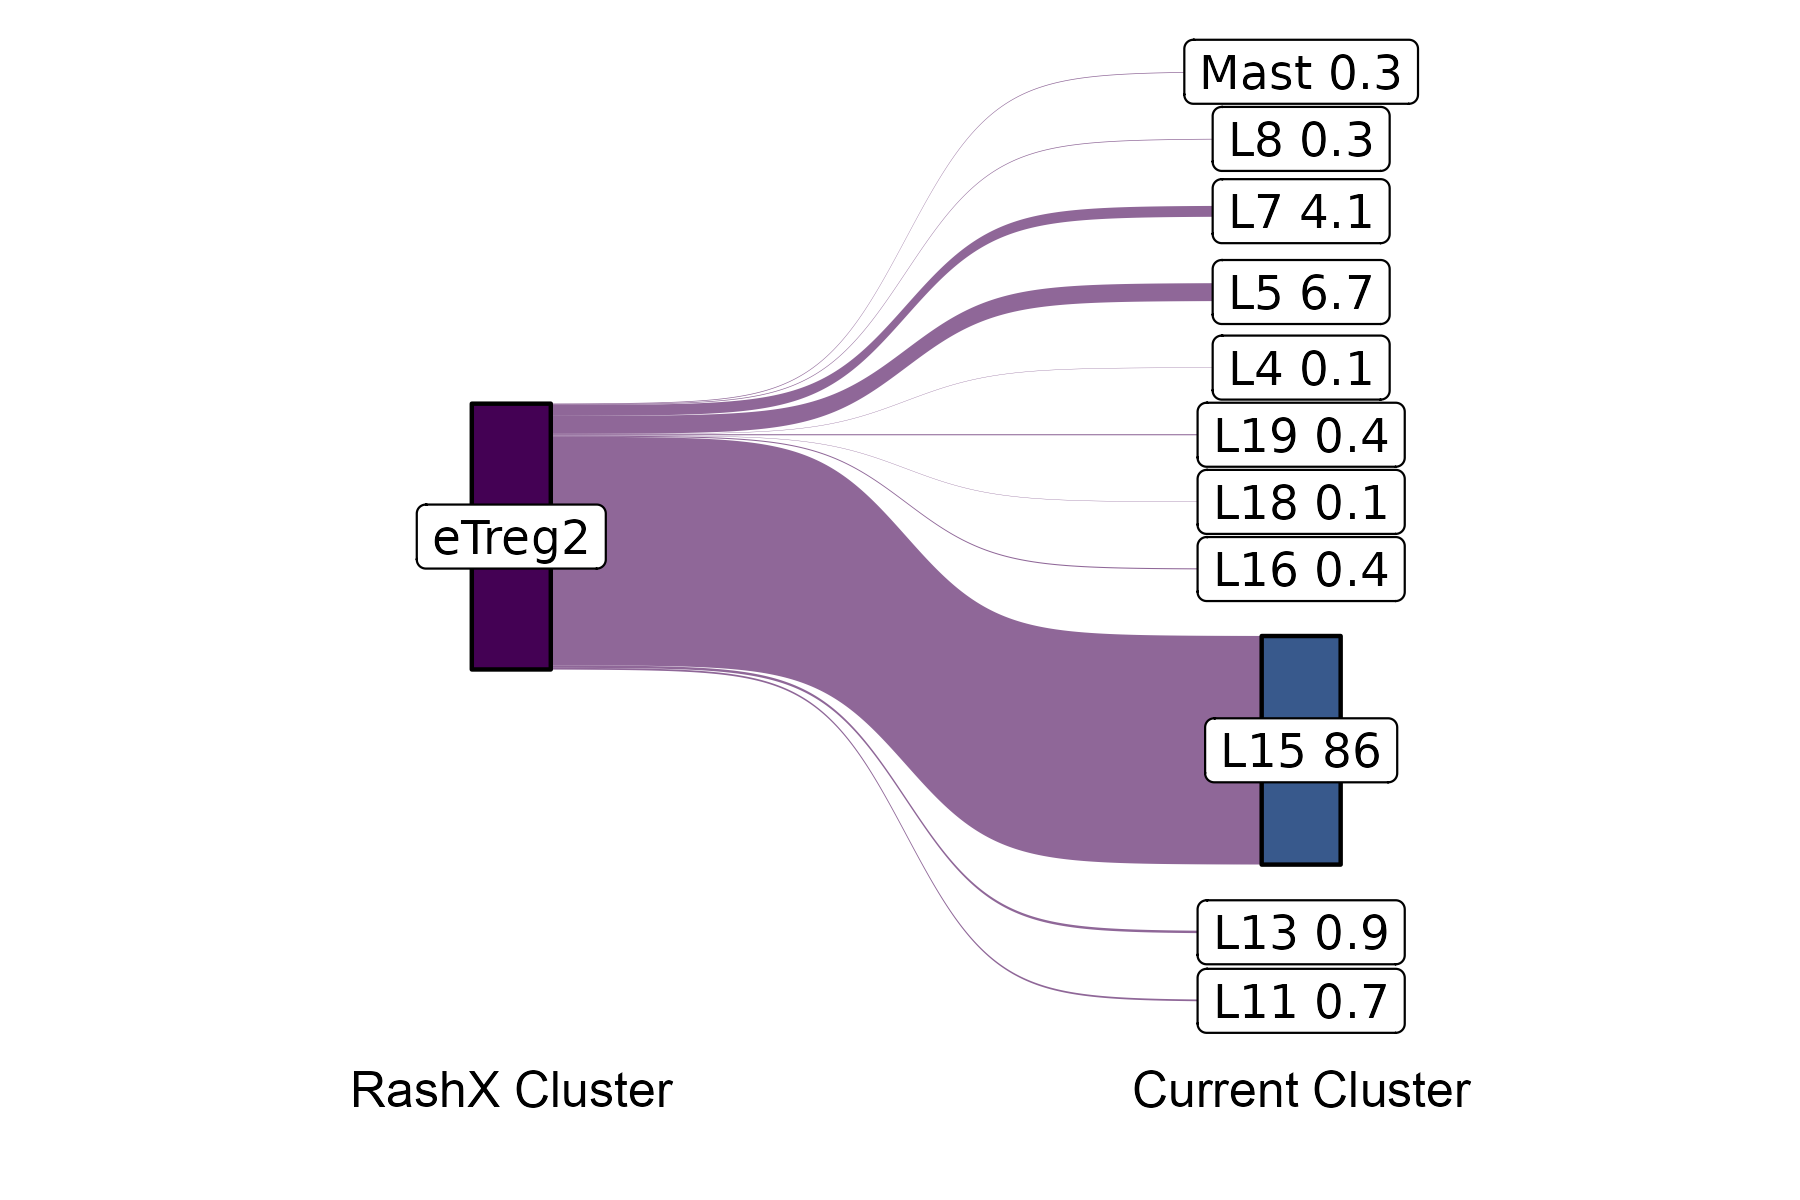 Mast 0.3
L8 0.3
L7 4.1
L5 6.7
L4 0.1
L19 0.4
L18 0.1
eTreg2
L16 0.4
L15 86
L13 0.9
L11 0.7
RashX Cluster
Current Cluster